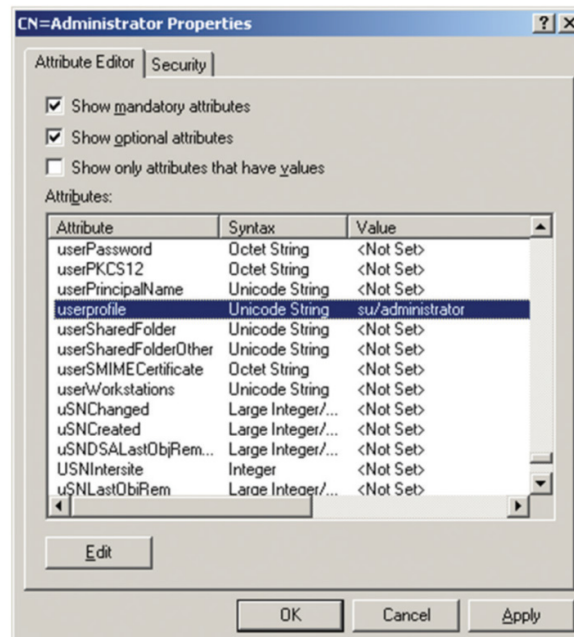 CN=Administrator Properties
Attribute Editor Security
Show mandatory attributes
Show optional attributes
Show only attributes that have values
Attributes:
Attribute Syntax Value
userPassword Octet String <Not Set>
userPKCS12 Octet String <Not Set>
userPrincipalName Unicode String <Not Set>
userprofile Unicode String su/administrator
userSharedFolder Unicode String <Not Set>
userSharedFolderOther Unicode String <Not Set>
userSMIMECertificate Octet String <Not Set>
userWorkstations Unicode String <Not Set>
uSNChanged Large Integer/... <Not Set>
uSNCreated Large Integer/... <Not Set>
uSNDSALastObjRem... Large Integer/... <Not Set>
USNIntersite Integer <Not Set>
uSNLastObjRem Large Integer/... <Not Set>
Edit
OK Cancel Apply